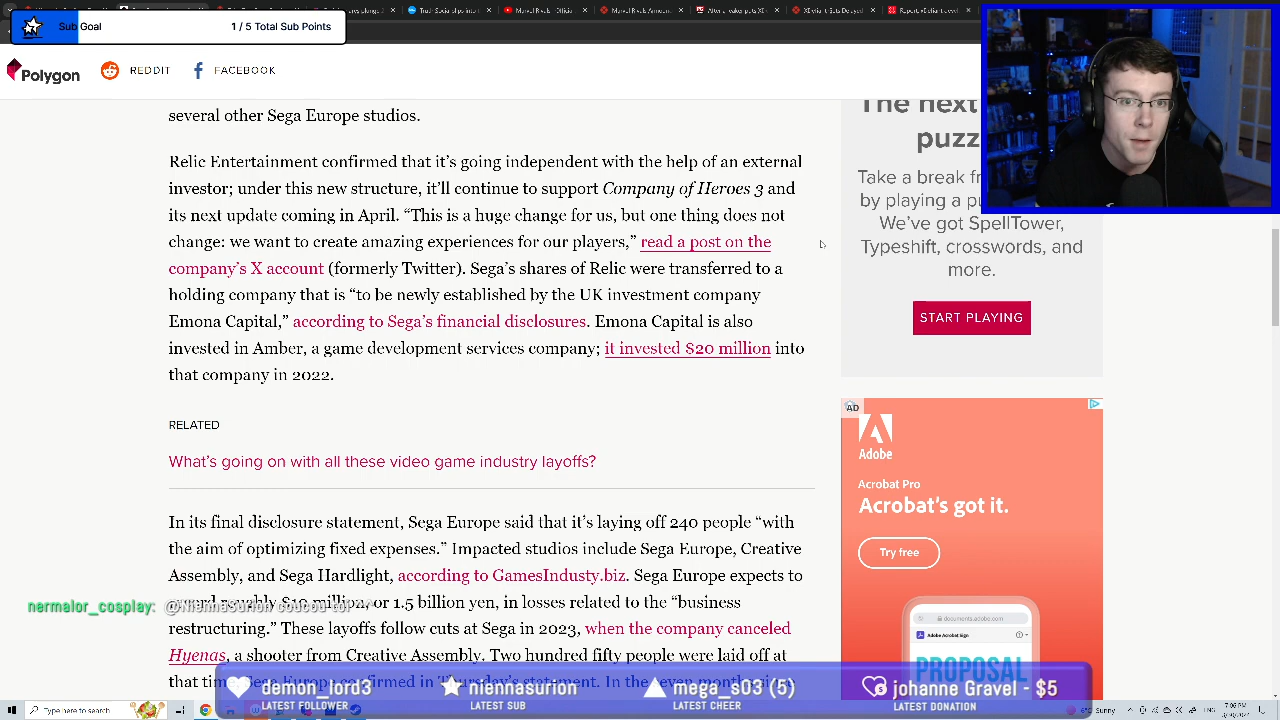 Sub Goal
1 / 5 Total Sub Points
Polygon
REDDIT
FACEBOOK
several other Sega Europe studios.
Relic Entertainment confirmed that it's going independent with the help of an external
investor; under this new structure, it'll continue to support Company of Heroes 3 and
its next update coming in April. “This is a huge change for us, but one thing does not
change: we want to create amazing experiences for our players,” read a post on the
company's X account (formerly Twitter). Sega's shares of Relic were transferred to a
holding company that is “to be newly established by the UK investment company
Emona Capital,” according to Sega's financial disclosures. Emona Capital is also
invested in Amber, a game development services company; it invested $20 million into
that company in 2022.
RELATED
What's going on with all these video game industry layoffs?
In its final disclosure statement, Sega Europe said that it's laying off 240 people “with
the aim of optimizing fixed expenses.” Impacted studios include Sega Europe, Creative
Assembly, and Sega Hardlight, according to GamesIndusty.biz. Sega Europe expects to
roughly $10 million, or 1.5 billion yen, in losses related to the “business
restructuring.” These layoffs follow cuts at Sega in 2023, when the company
Hyenas, a shooter from Creative Assembly. Two hundred fifty people were laid off at
that
nermalor_cosplay:
The next
puzz
Take a break fr
by playing a pu
We've got SpellTower,
Typeshift, crosswords, and
more.
START PLAYING
AD
Adobe
Acrobat Pro
Acrobat's got it.
Try free
documents.adobe.com
Adobe Acrobat Sign
PROPOSAL
demon_lord3
LATEST FOLLOWER
niennasurion
LATEST SUB
LATEST CHEER
johanne Gravel - $5
LATEST DONATION
Type here to search